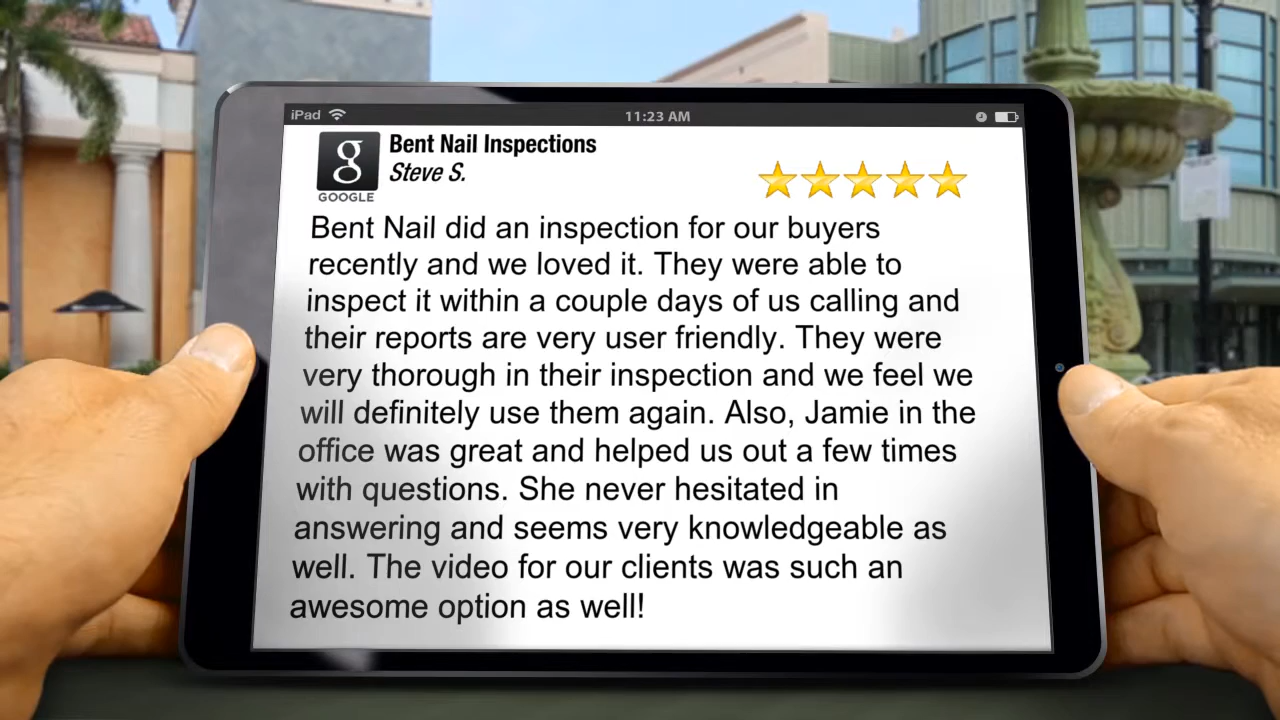 iPad 11:23 AM
g
GOOGLE
Bent Nail Inspections
Steve S.
Bent Nail did an inspection for our buyers
recently and we loved it. They were able to
inspect it within a couple days of us calling and
their reports are very user friendly. They were
very thorough in their inspection and we feel we
will definitely use them again. Also, Jamie in the
office was great and helped us out a few times
with questions. She never hesitated in
answering and seems very knowledgeable as
well. The video for our clients was such an
awesome option as well!